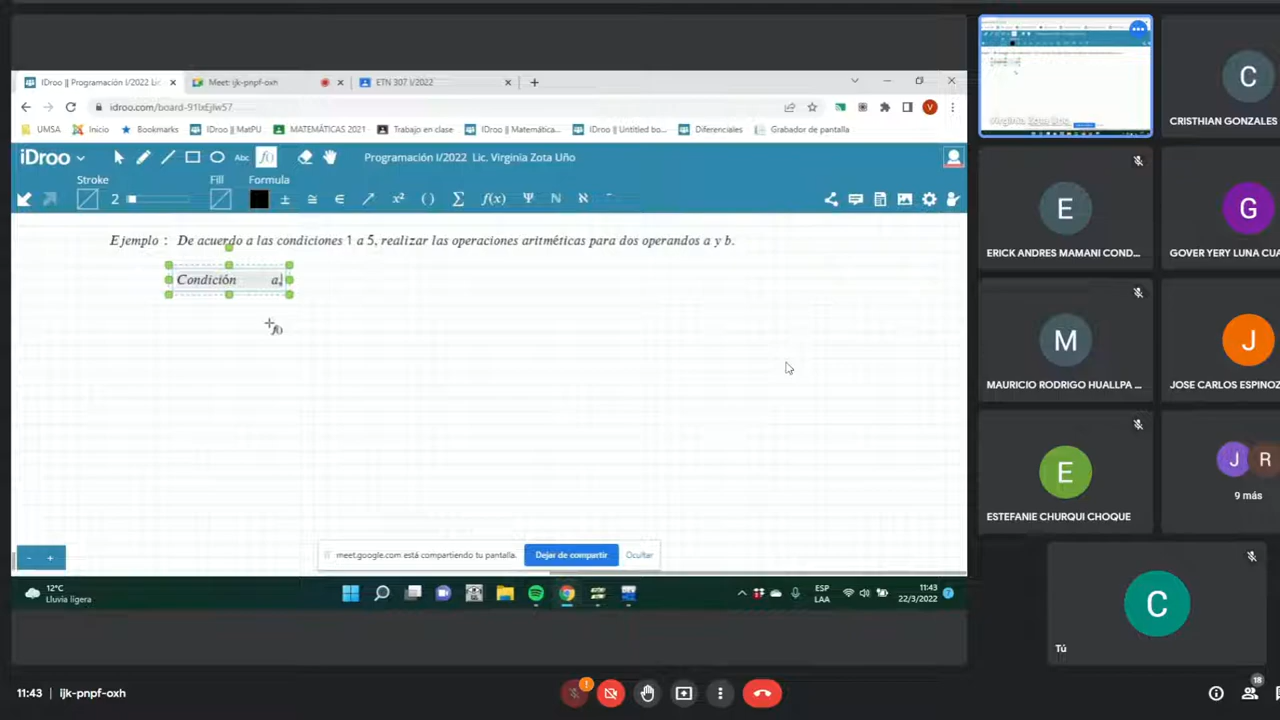 IDroo || Programación I/2022 Lic
Meet: ijk-pnpf-oxh
ETN 307 I/2022
idroo.com/board-91lxEjlw57
UMSA
Inicio
Bookmarks
IDroo || MatPU
MATEMÁTICAS 2021
Trabajo en clase
IDroo || Matemática...
IDroo || Untitled bo...
Diferenciales
Grabador de pantalla
iDroo
Abc
f()
Programación I/2022 Lic. Virginia Zota Uño
Stroke
2
Fill
Formula
± ≅ ∈ x² ( ) ∑ f(x) Ψ ℕ ℵ
Ejemplo : De acuerdo a las condiciones 1 a 5, realizar las operaciones aritméticas para dos operandos a y b.
Condición a,
f()
- +
meet.google.com está compartiendo tu pantalla.
Dejar de compartir
Ocultar
12°C
Lluvia ligera
ESP
LAA
11:43
22/3/2022
7
V
C
CRISTHIAN GONZALES
E
ERICK ANDRES MAMANI COND...
G
GOVER YERY LUNA CUA
M
MAURICIO RODRIGO HUALLPA ...
J
JOSE CARLOS ESPINOZ
E
ESTEFANIE CHURQUI CHOQUE
J R
9 más
C
Tú
11:43 | ijk-pnpf-oxh
18